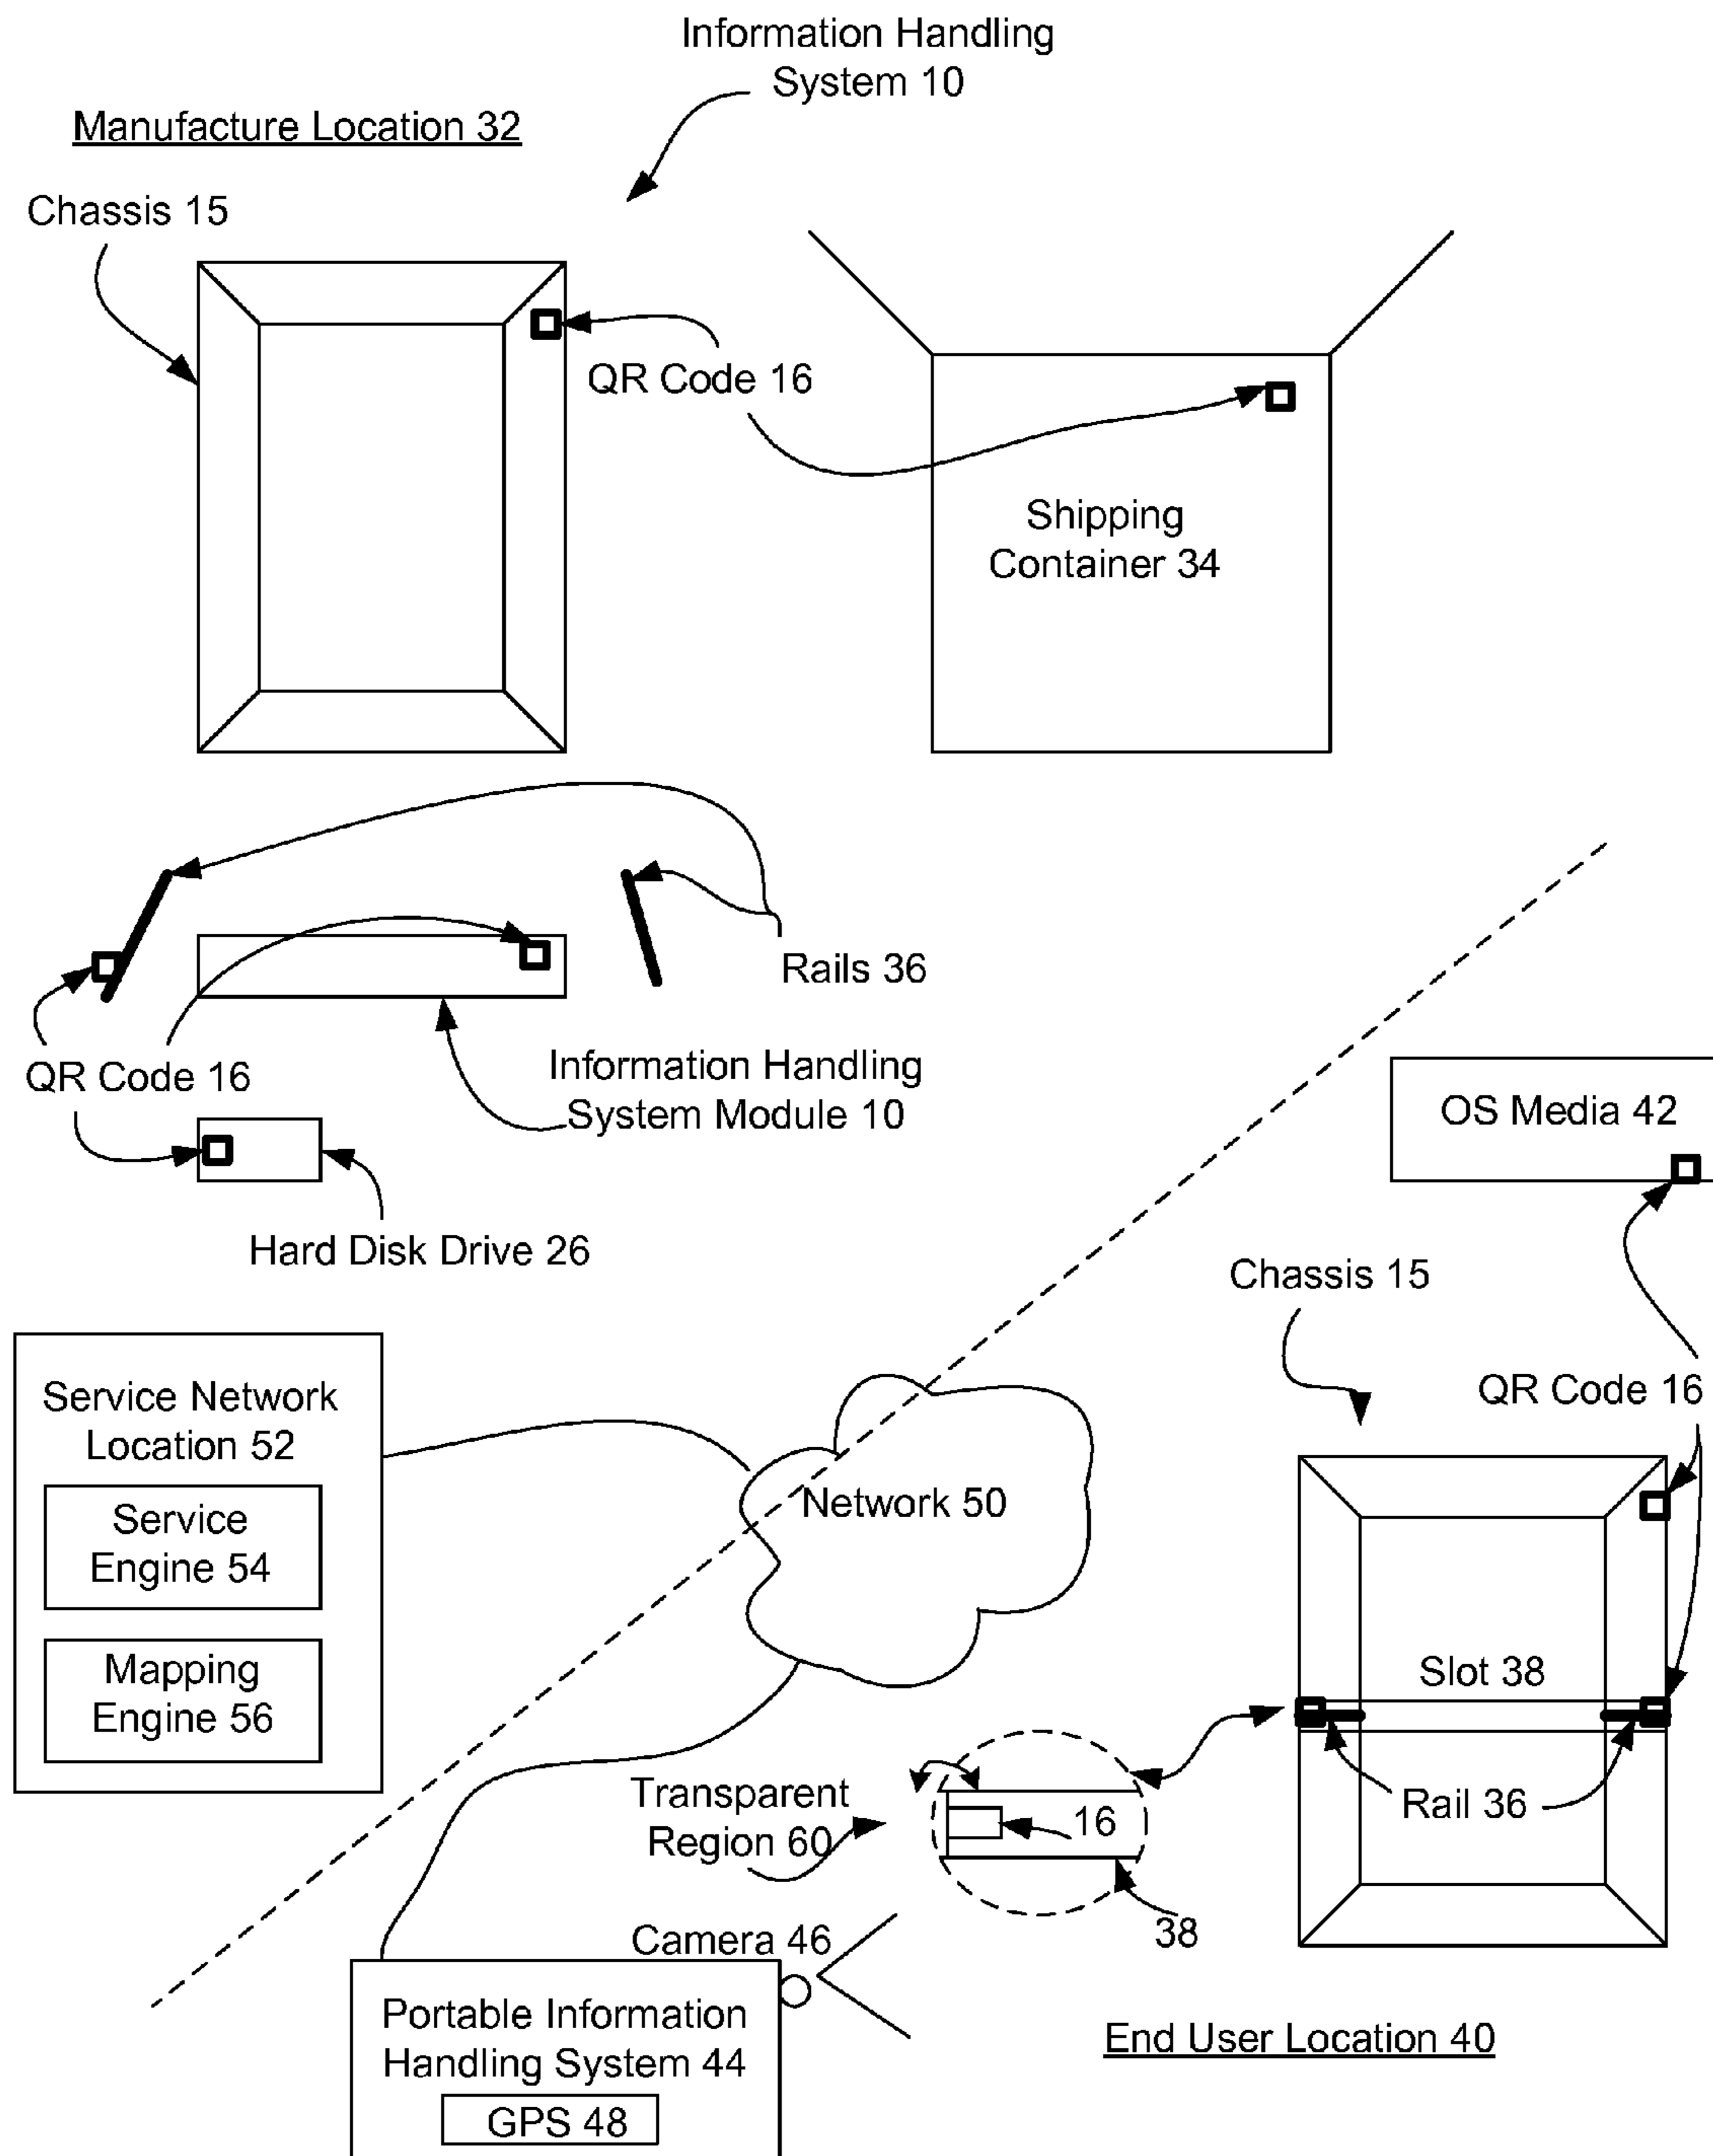 Information Handling
System 10
Manufacture Location 32
Chassis 15
QR Code 16
Shipping
Container 34
Rails 36
QR Code 16
Information Handling
System Module 10
Hard Disk Drive 26
OS Media 42
Chassis 15
QR Code 16
Service Network
Location 52
Service
Engine 54
Mapping
Engine 56
Network 50
Slot 38
Rail 36
Transparent
Region 60
16
38
Camera 46
Portable Information
Handling System 44
GPS 48
End User Location 40